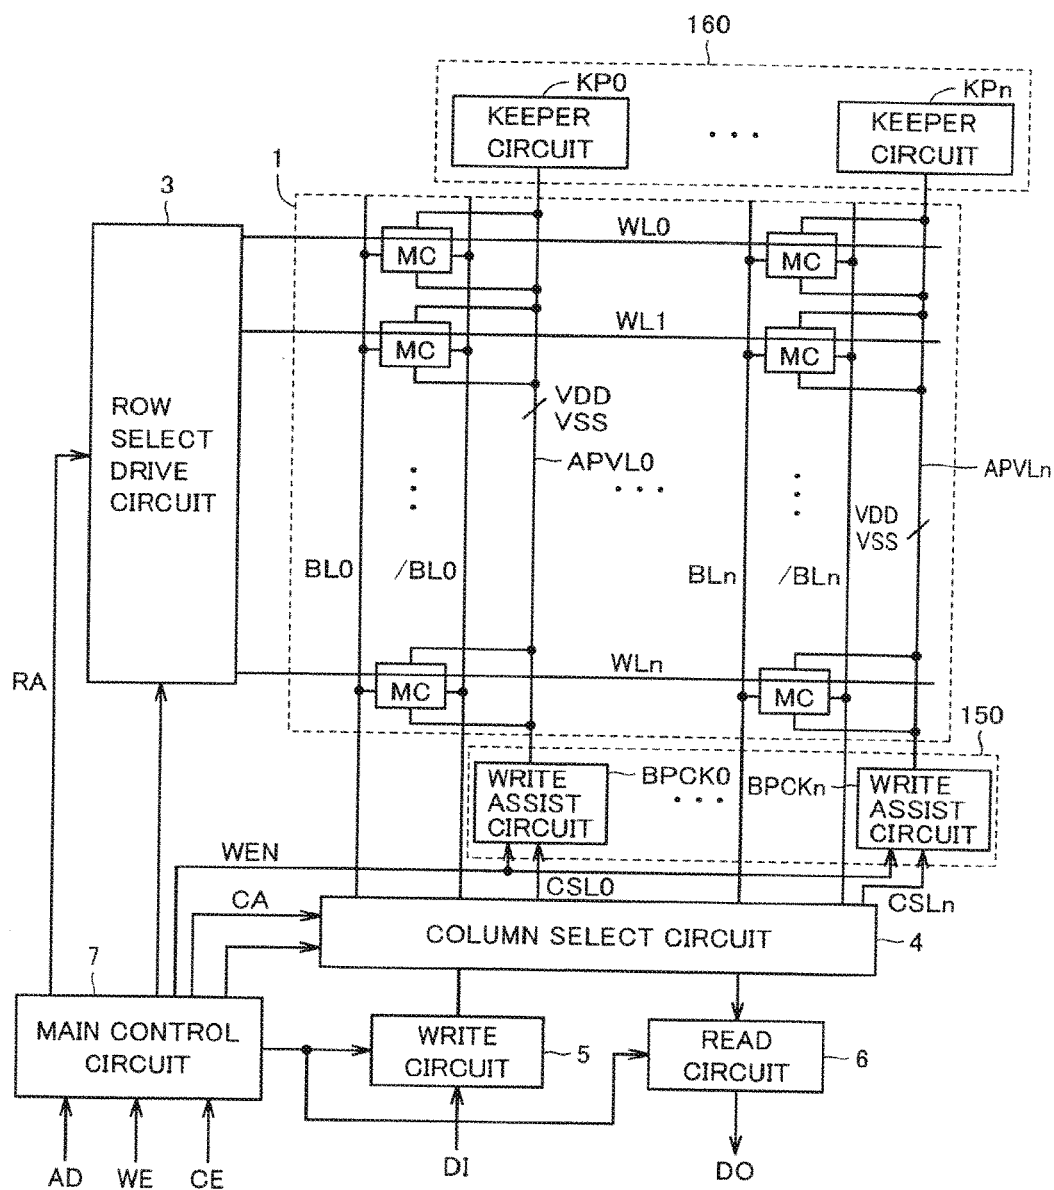 160
KP0
KPn
KEEPER
CIRCUIT
KEEPER
CIRCUIT
1
3
WL0
MC
MC
WL1
MC
MC
VDD
VSS
ROW
SELECT
DRIVE
CIRCUIT
APVL0
APVLn
VDD
VSS
BL0
/BL0
BLn
/BLn
RA
WLn
MC
MC
150
WRITE
ASSIST
CIRCUIT
BPCK0
BPCKn
WRITE
ASSIST
CIRCUIT
WEN
CSL0
CSLn
CA
COLUMN SELECT CIRCUIT
4
7
MAIN CONTROL
CIRCUIT
WRITE
CIRCUIT
5
READ
CIRCUIT
6
AD
WE
CE
DI
DO